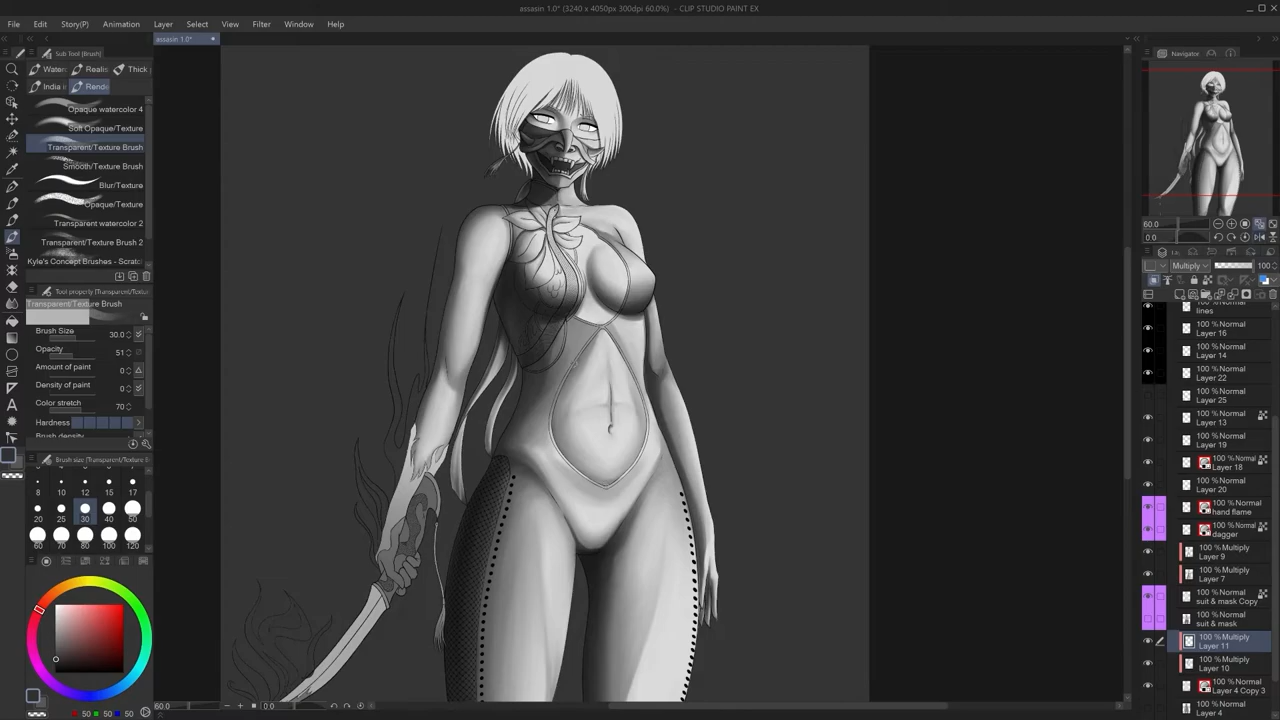 assasin 1.0* (3240 x 4050px 300dpi 60.0%) - CLIP STUDIO PAINT EX
File Edit Story(P) Animation Layer Select View Filter Window Help
assasin 1.0*
Sub Tool [Brush]
Waters Realis Thick
India Rende
Opaque watercolor 4
Soft Opaque/Texture
Transparent/Texture Brush
Smooth/Texture Brush
Blur/Texture
Opaque/Texture
Transparent watercolor 2
Transparent/Texture Brush 2
Kyle's Concept Brushes - Scratc
Tool property [Transparent/Textur
Transparent/Texture Brush
Brush Size 30.0
Opacity 51
Amount of paint 0
Density of paint 0
Color stretch 70
Hardness
Brush density
Brush size [Transparent/Texture B
8 10 12 15 17
20 25 30 40 50
60 70 80 100 120
50 50 50
60.0 0.0
Navigator
60.0
0.0
Multiply 100
lines
100 % Normal
Layer 16
100 % Normal
Layer 14
100 % Normal
Layer 22
100 % Normal
Layer 25
100 % Normal
Layer 13
100 % Normal
Layer 19
100 % Normal
Layer 18
100 % Normal
Layer 20
100 % Normal
hand flame
100 % Normal
dagger
100 % Multiply
Layer 9
100 % Multiply
Layer 7
100 % Normal
suit & mask Copy
100 % Normal
suit & mask
100 % Multiply
Layer 11
100 % Multiply
Layer 10
100 % Normal
Layer 4 Copy 3
100 % Normal
Layer 4